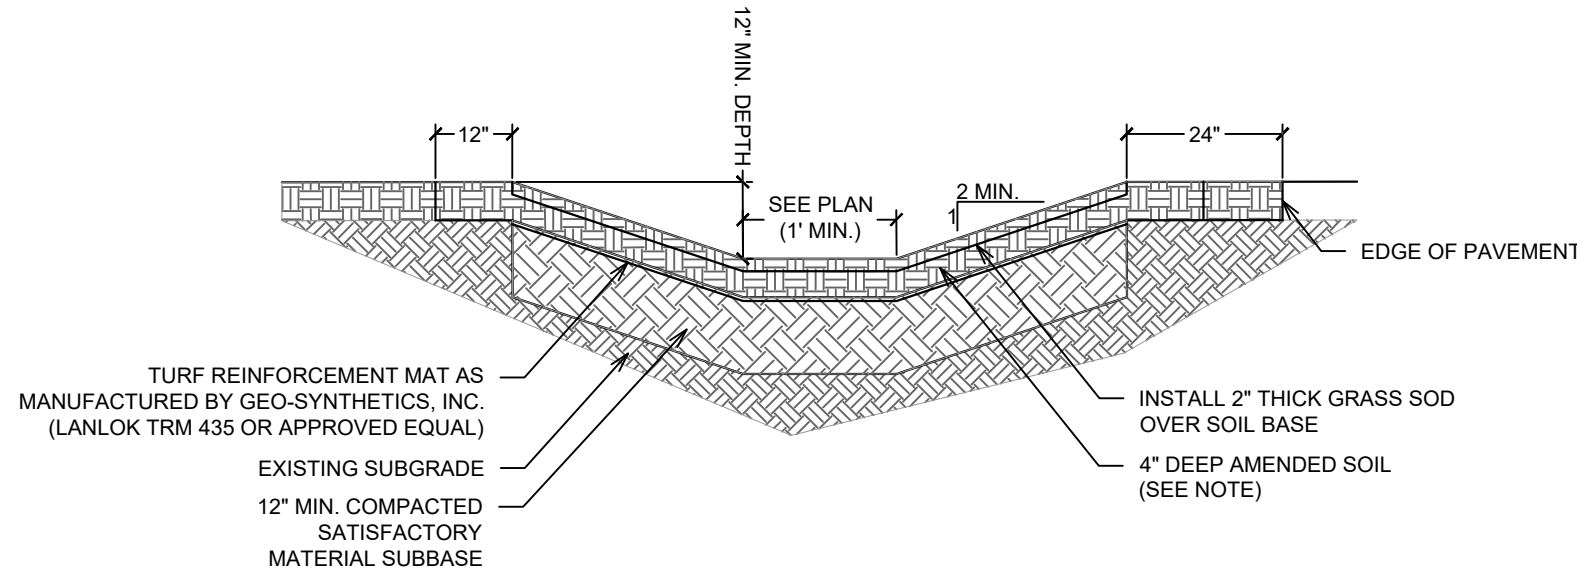 12" MIN. DEPTH
12"
24"
SEE PLAN
(1' MIN.)
2 MIN.
1
EDGE OF PAVEMENT
TURF REINFORCEMENT MAT AS
MANUFACTURED BY GEO-SYNTHETICS, INC.
(LANLOK TRM 435 OR APPROVED EQUAL)
EXISTING SUBGRADE
12" MIN. COMPACTED
SATISFACTORY
MATERIAL SUBBASE
INSTALL 2" THICK GRASS SOD
OVER SOIL BASE
4" DEEP AMENDED SOIL
(SEE NOTE)